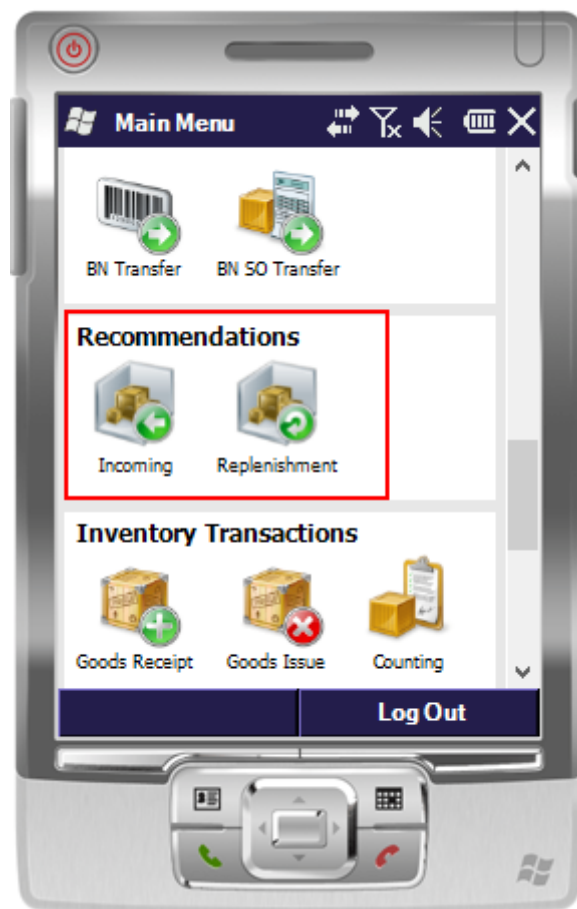 Main Menu
BN Transfer BN SO Transfer
Recommendations
Incoming Replenishment
Inventory Transactions
Goods Receipt Goods Issue Counting
Log Out